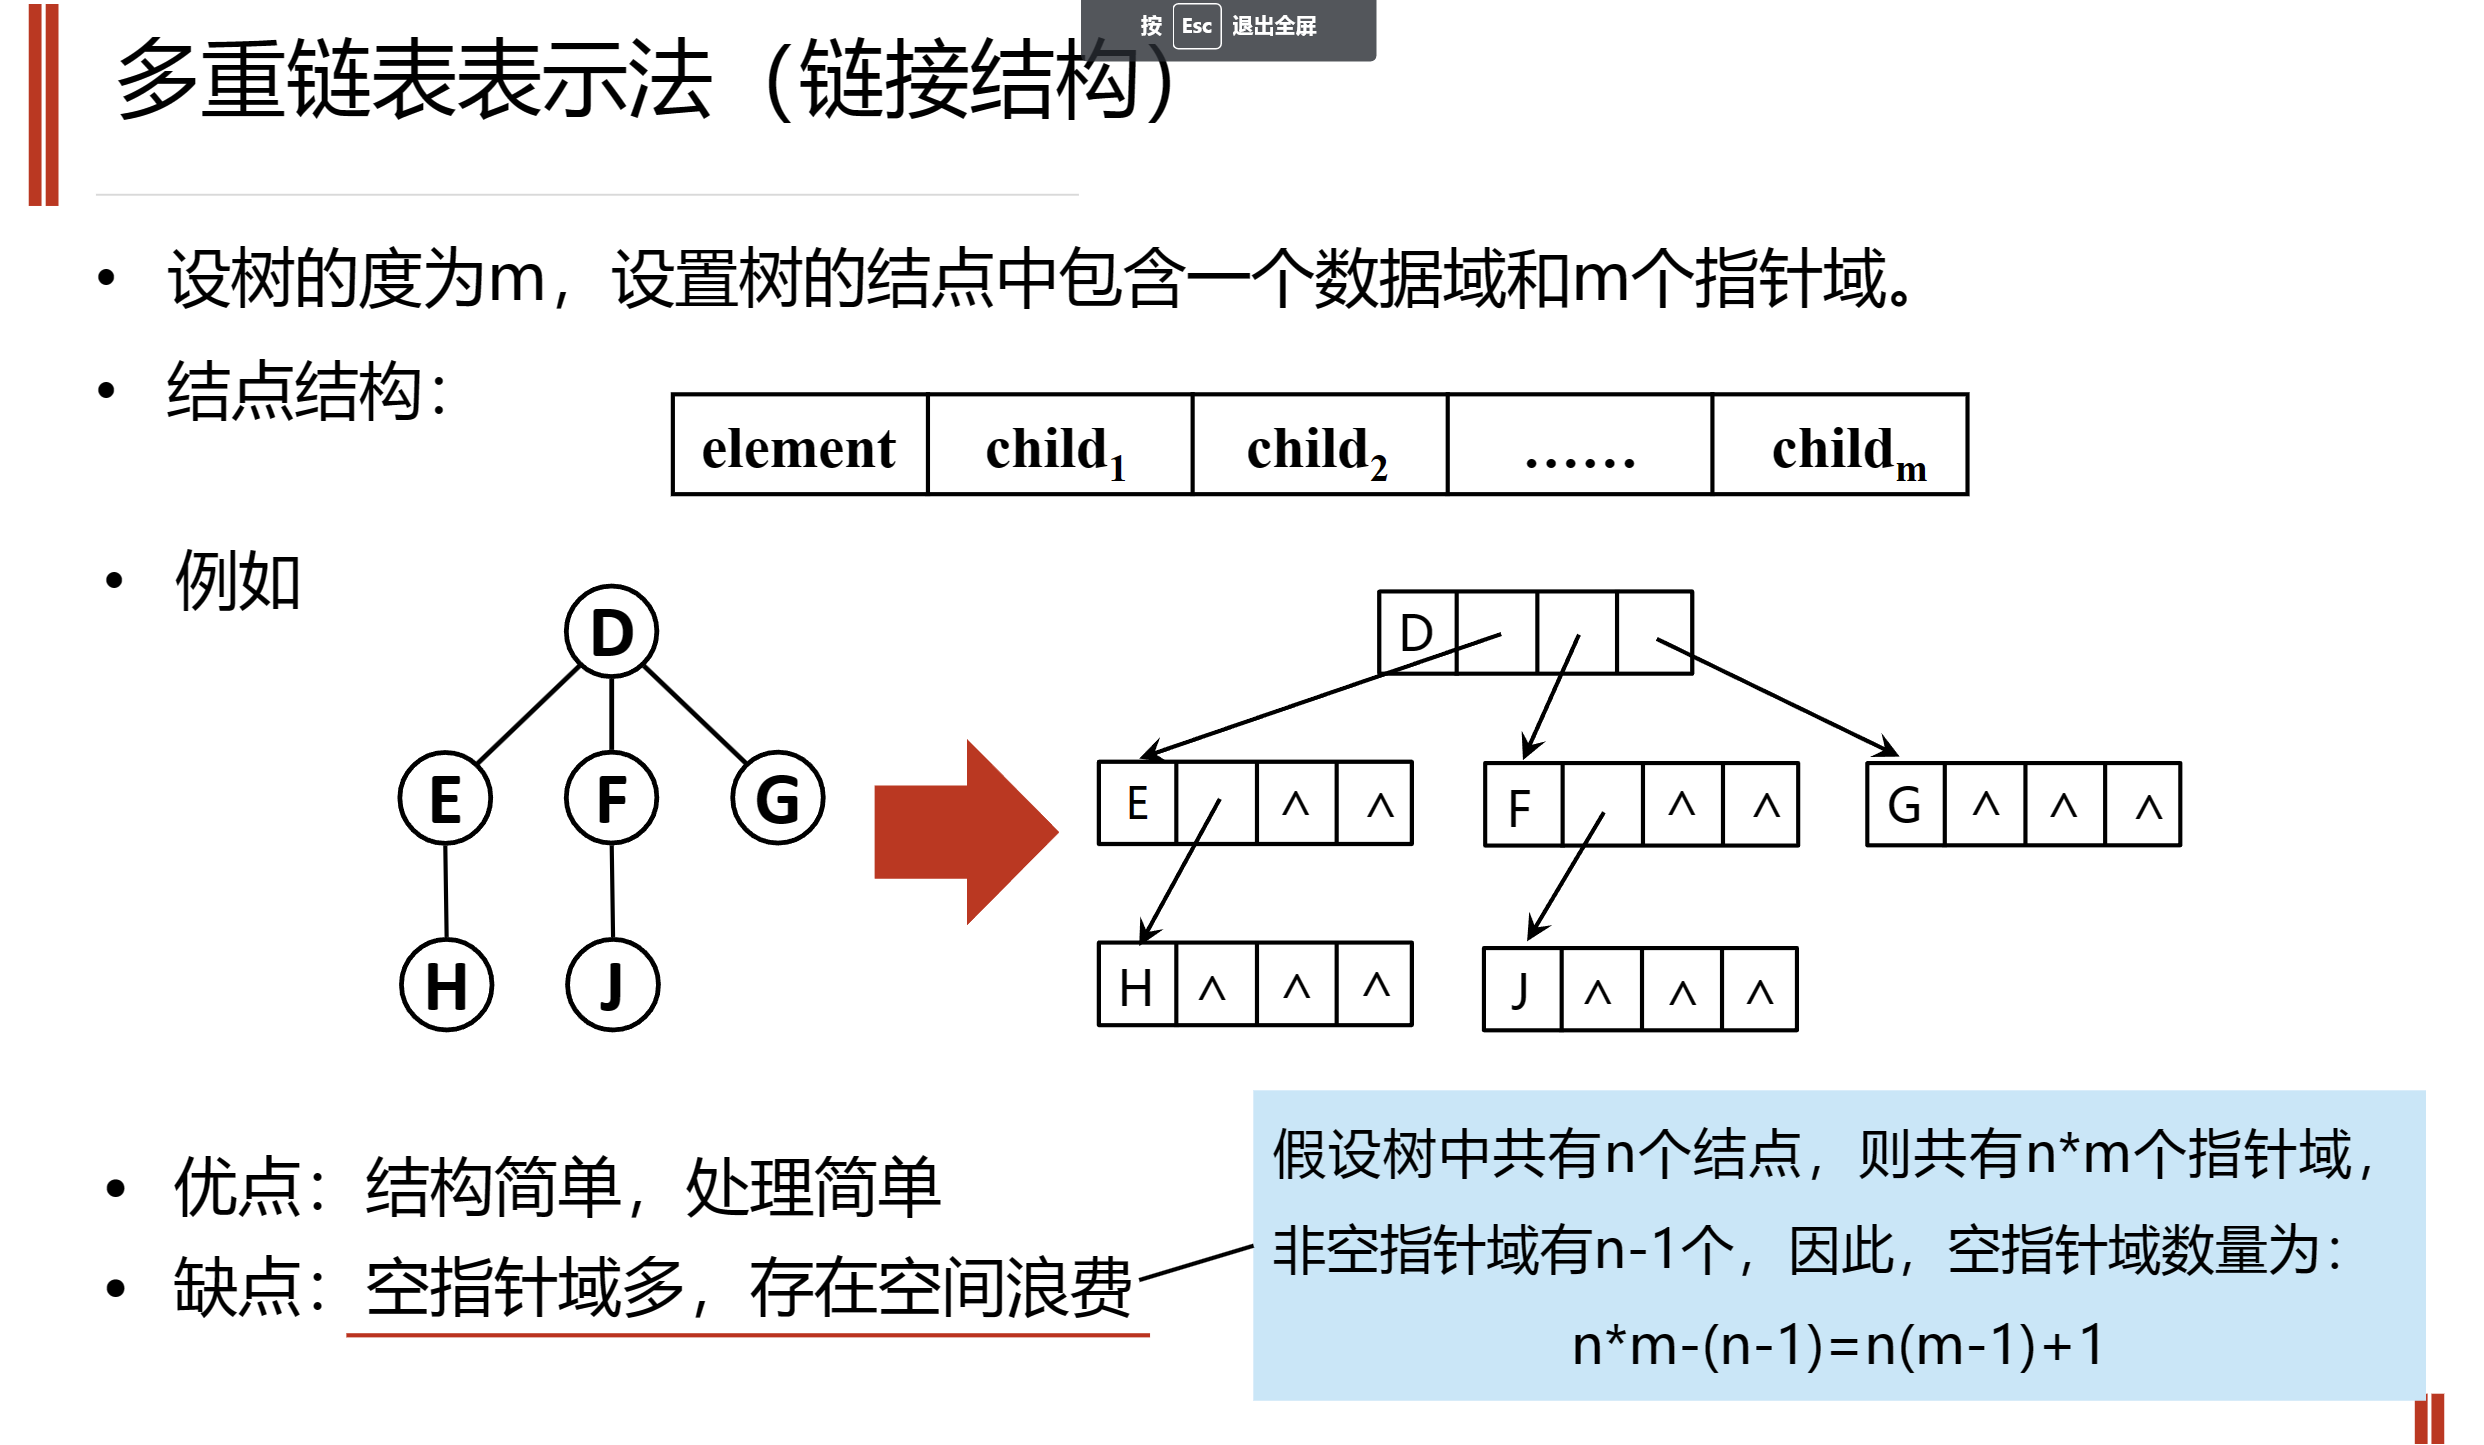 按 Esc 退出全屏
多重链表表示法（链接结构）
• 设树的度为m，设置树的结点中包含一个数据域和m个指针域。
• 结点结构：
element child₁ child₂ …… childₘ
• 例如
D
E F G
H J
D
E ∧ ∧ F ∧ ∧ G ∧ ∧ ∧
H ∧ ∧ ∧ J ∧ ∧ ∧
• 优点：结构简单，处理简单
• 缺点：空指针域多，存在空间浪费
假设树中共有n个结点，则共有n*m个指针域，
非空指针域有n-1个，因此，空指针域数量为：
n*m-(n-1)=n(m-1)+1